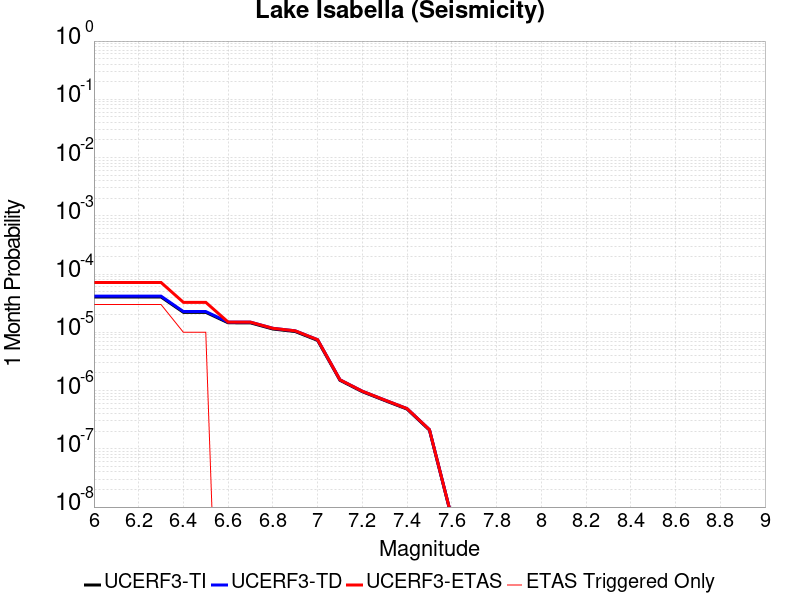 Lake Isabella (Seismicity)
1 Month Probability
10 0
10 -1
10 -2
10 -3
10 -4
10 -5
10 -6
10 -7
10 -8
6 6.2 6.4 6.6 6.8 7 7.2 7.4 7.6 7.8 8 8.2 8.4 8.6 8.8 9
Magnitude
UCERF3-TI UCERF3-TD UCERF3-ETAS ETAS Triggered Only